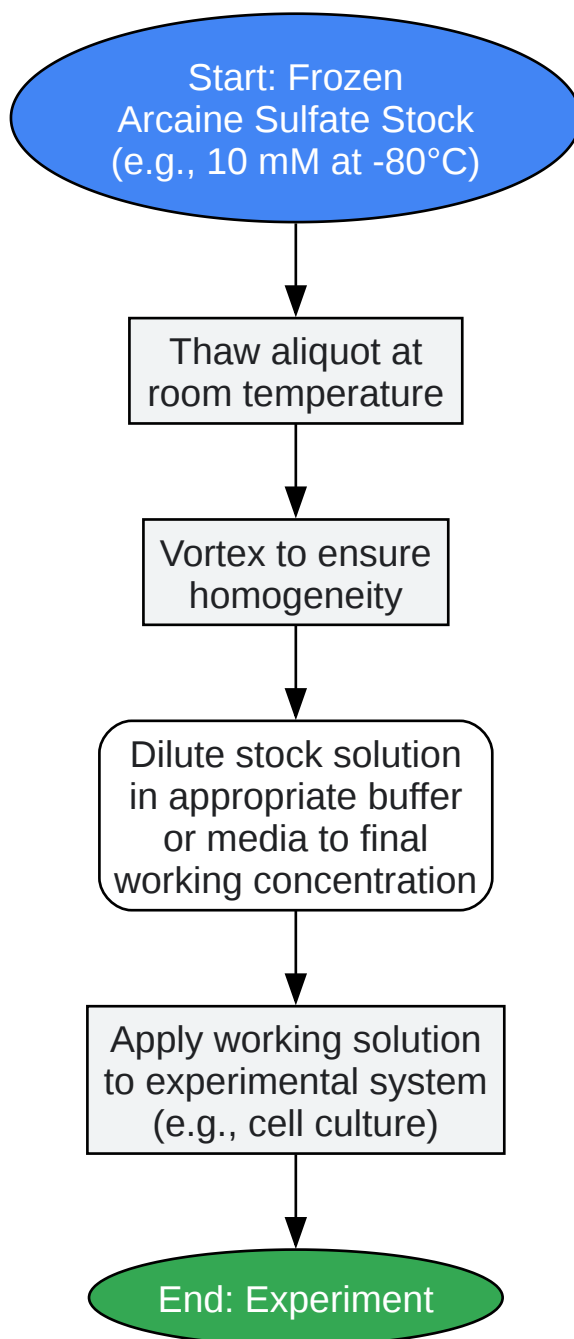 Start: Frozen
Arcaine Sulfate Stock
(e.g., 10 mM at -80°C)
Thaw aliquot at
room temperature
Vortex to ensure
homogeneity
Dilute stock solution
in appropriate buffer
or media to final
working concentration
Apply working solution
to experimental system
(e.g., cell culture)
End: Experiment